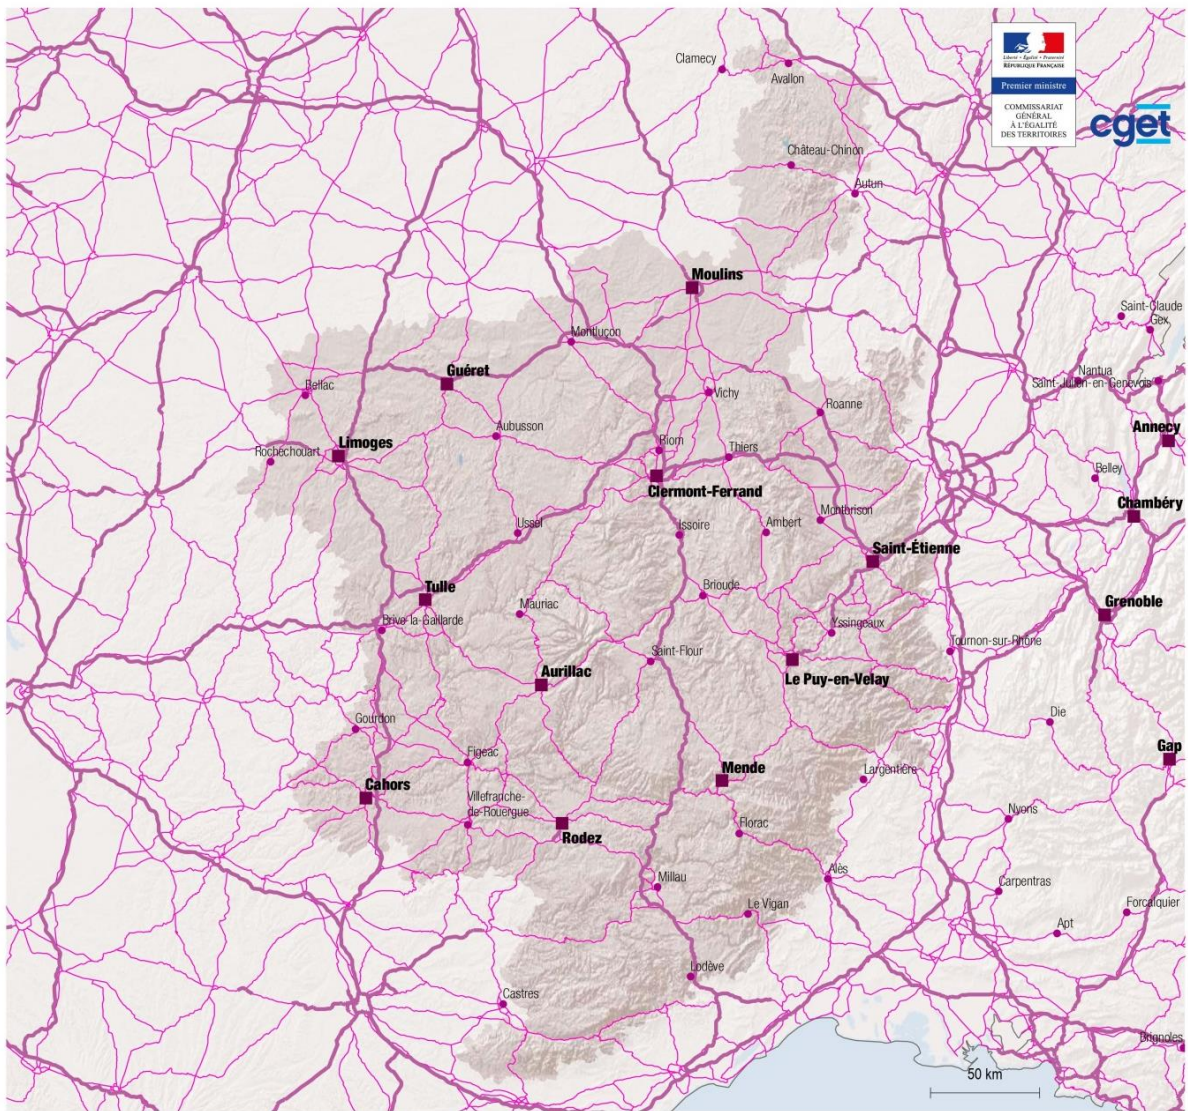 Clamecy
Avallon
Liberté • Égalité • Fraternité
RÉPUBLIQUE FRANÇAISE
Premier ministre
COMMISSARIAT
GÉNÉRAL
À L'ÉGALITÉ
DES TERRITOIRES
cget
Château-Chinon
Autun
Moulins
Saint-Claude
Gex
Montluçon
Guéret
Bellac
Vichy
Nantua
Saint-Julien-en-Genevois
Roanne
Aubusson
Annecy
Limoges
Rochechouart
Riom
Thiers
Belley
Clermont-Ferrand
Chambéry
Ussel
Issoire
Ambert
Montbrison
Saint-Étienne
Tulle
Brioude
Mauriac
Grenoble
Brive-la-Gaillarde
Yssingeaux
Tournon-sur-Rhône
Saint-Flour
Aurillac
Le Puy-en-Velay
Gourdon
Die
Figeac
Gap
Mende
Largentière
Cahors
Villefranche-
de-Rouergue
Nyons
Rodez
Florac
Millau
Alès
Carpentras
Le Vigan
Forcalquier
Apt
Lodève
Castres
Brignoles
50 km